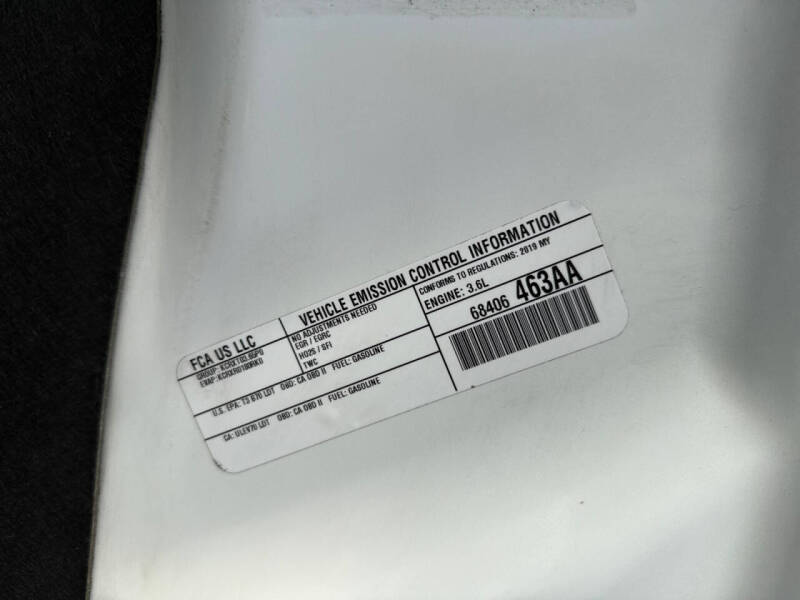 FCA US LLC
EVAP: KCRXR0180RK0
VEHICLE EMISSION CONTROL INFORMATION
NO ADJUSTMENTS NEEDED
EGR / EGRC
HO2S / SFI
TWC
CONFORMS TO REGULATIONS: 2019 MY
ENGINE: 3.6L
68406 463AA
U.S. EPA: T3 B70 LDT OBD: CA OBD II FUEL: GASOLINE
CA: ULEV70 LDT OBD: CA OBD II FUEL: GASOLINE